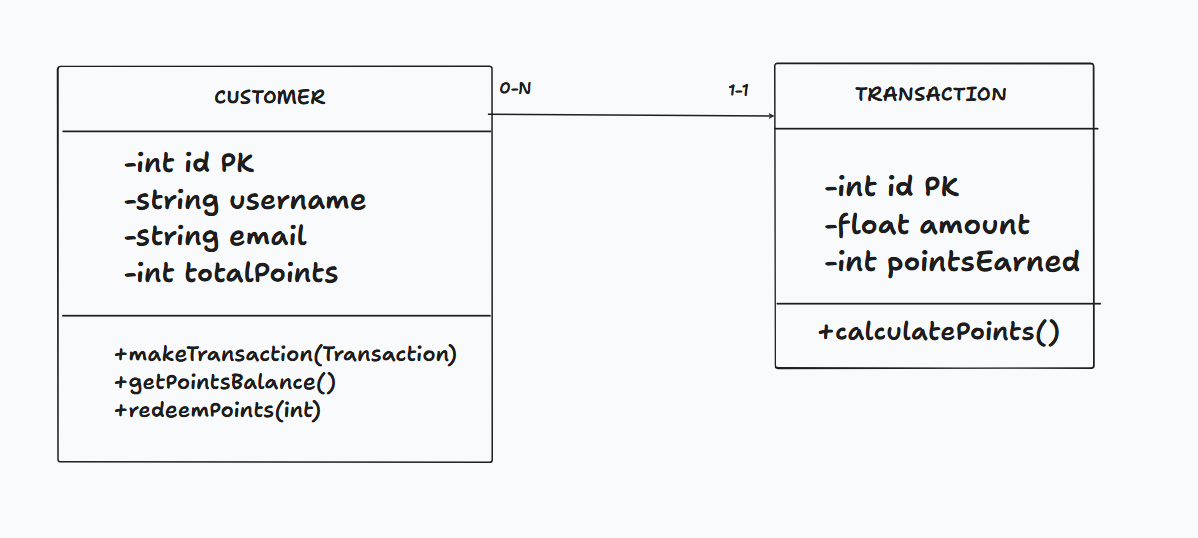 CUSTOMER
-int id PK
-string username
-string email
-int totalPoints
+makeTransaction(Transaction)
+getPointsBalance()
+redeemPoints(int)
0-N
1-1
TRANSACTION
-int id PK
-float amount
-int pointsEarned
+calculatePoints()